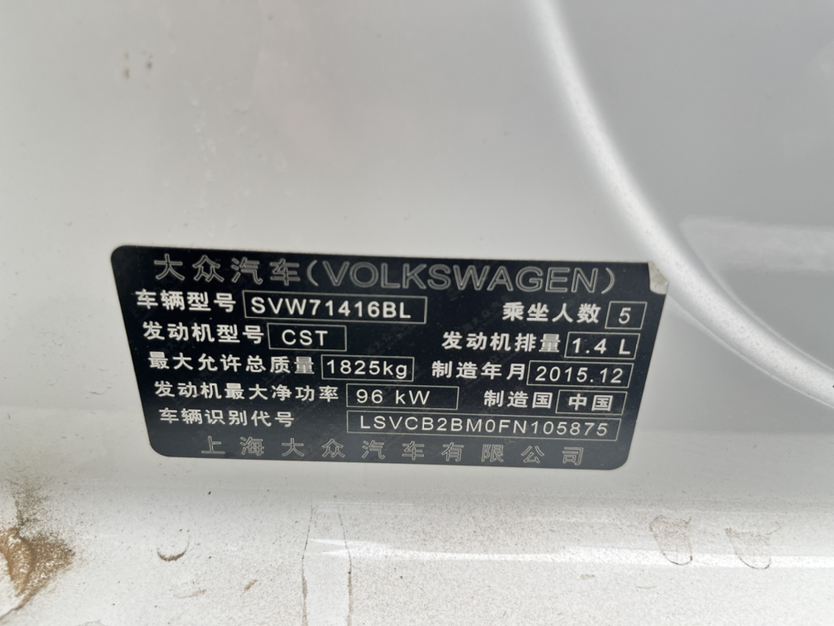 大众汽车(VOLKSWAGEN)
车辆型号 SVW71416BL 乘坐人数 5
发动机型号 CST 发动机排量 1.4 L
最大允许总质量 1825kg 制造年月 2015.12
发动机最大净功率 96 kW 制造国 中国
车辆识别代号 LSVCB2BM0FN105875
上海大众汽车有限公司